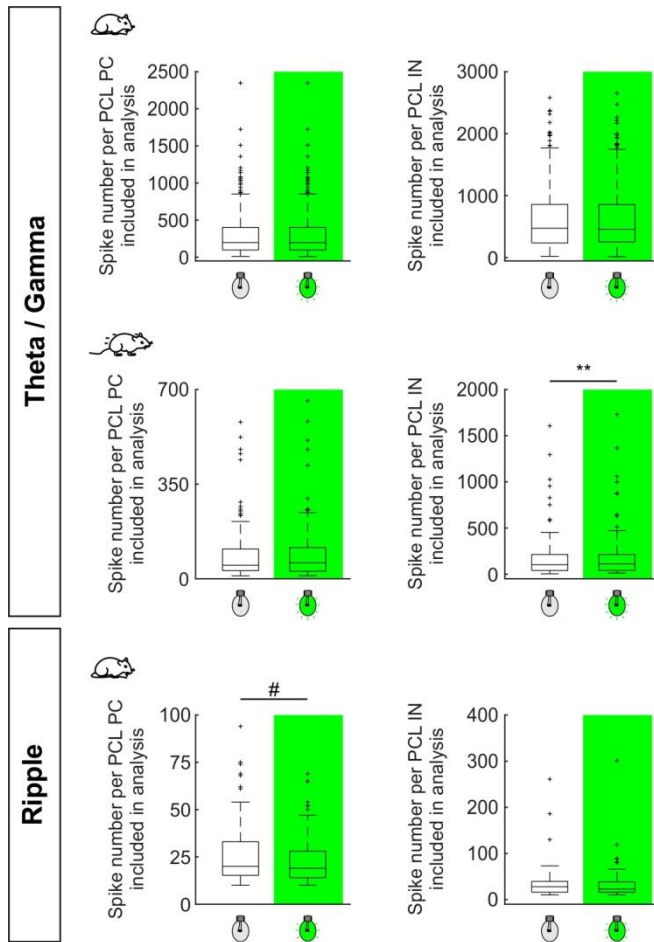 Theta / Gamma
Spike number per PCL PC
included in analysis
2500
2000
1500
1000
500
0
Spike number per PCL IN
included in analysis
3000
2000
1000
0
Spike number per PCL PC
included in analysis
700
350
0
Spike number per PCL IN
included in analysis
**
2000
1500
1000
500
0
Ripple
Spike number per PCL PC
included in analysis
#
100
75
50
25
0
Spike number per PCL IN
included in analysis
400
300
200
100
0